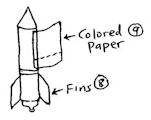 Colored ⑨
Paper
Fins ⑧